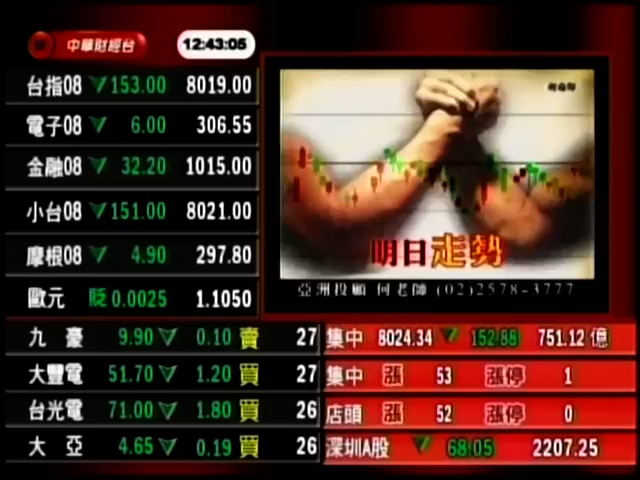 中華財經台 12:43:05
台指08 153.00 8019.00
電子08 6.00 306.55
金融08 32.20 1015.00
小台08 151.00 8021.00
摩根08 4.90 297.80
歐元 貶 0.0025 1.1050
明日走勢
亞洲投顧 何老師 (02)2578-3777
九豪 9.90 0.10 賣 27
大豐電 51.70 1.20 買 27
台光電 71.00 1.80 買 26
大亞 4.65 0.19 買 26
集中 8024.34 152.88 751.12 億
集中 漲 53 漲停 1
店頭 漲 52 漲停 0
深圳A股 68.05 2207.25